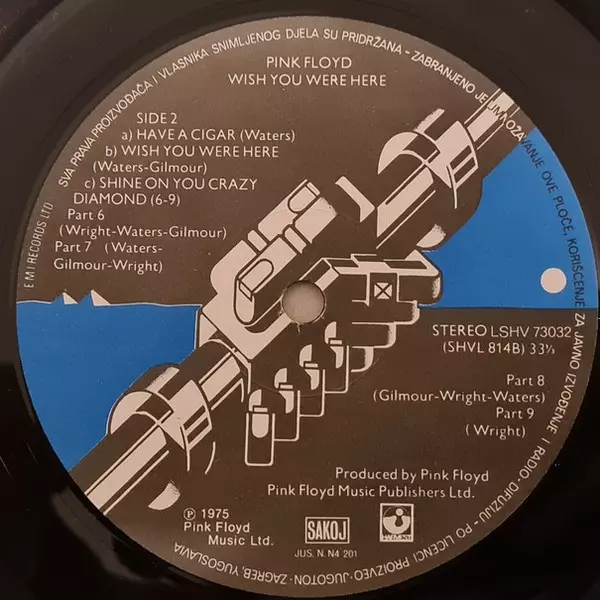 SVA PRAVA PROIZVOĐAČA I VLASNIKA SNIMLJENOG DJELA SU PRIDRŽANA - ZABRANJENO JE UMNOŽAVANJE OVE PLOČE, KORIŠĆENJE ZA JAVNO IZVOĐENJE I RADIO-DIFUZIJU - PO LICENCI PROIZVEO - JUGOTON - ZAGREB, YUGOSLAVIA
E M I RECORDS LTD
PINK FLOYD
WISH YOU WERE HERE
SIDE 2
a) HAVE A CIGAR (Waters)
b) WISH YOU WERE HERE
(Waters-Gilmour)
c) SHINE ON YOU CRAZY
DIAMOND (6-9)
Part 6
(Wright-Waters-Gilmour)
Part 7 (Waters-
Gilmour-Wright)
STEREO LSHV 73032
(SHVL 814B) 33⅓
Part 8
(Gilmour-Wright-Waters)
Part 9
(Wright)
Produced by Pink Floyd
Pink Floyd Music Publishers Ltd.
℗ 1975
Pink Floyd
Music Ltd.
SAKOJ
HARVEST
JUS. N. N4 201